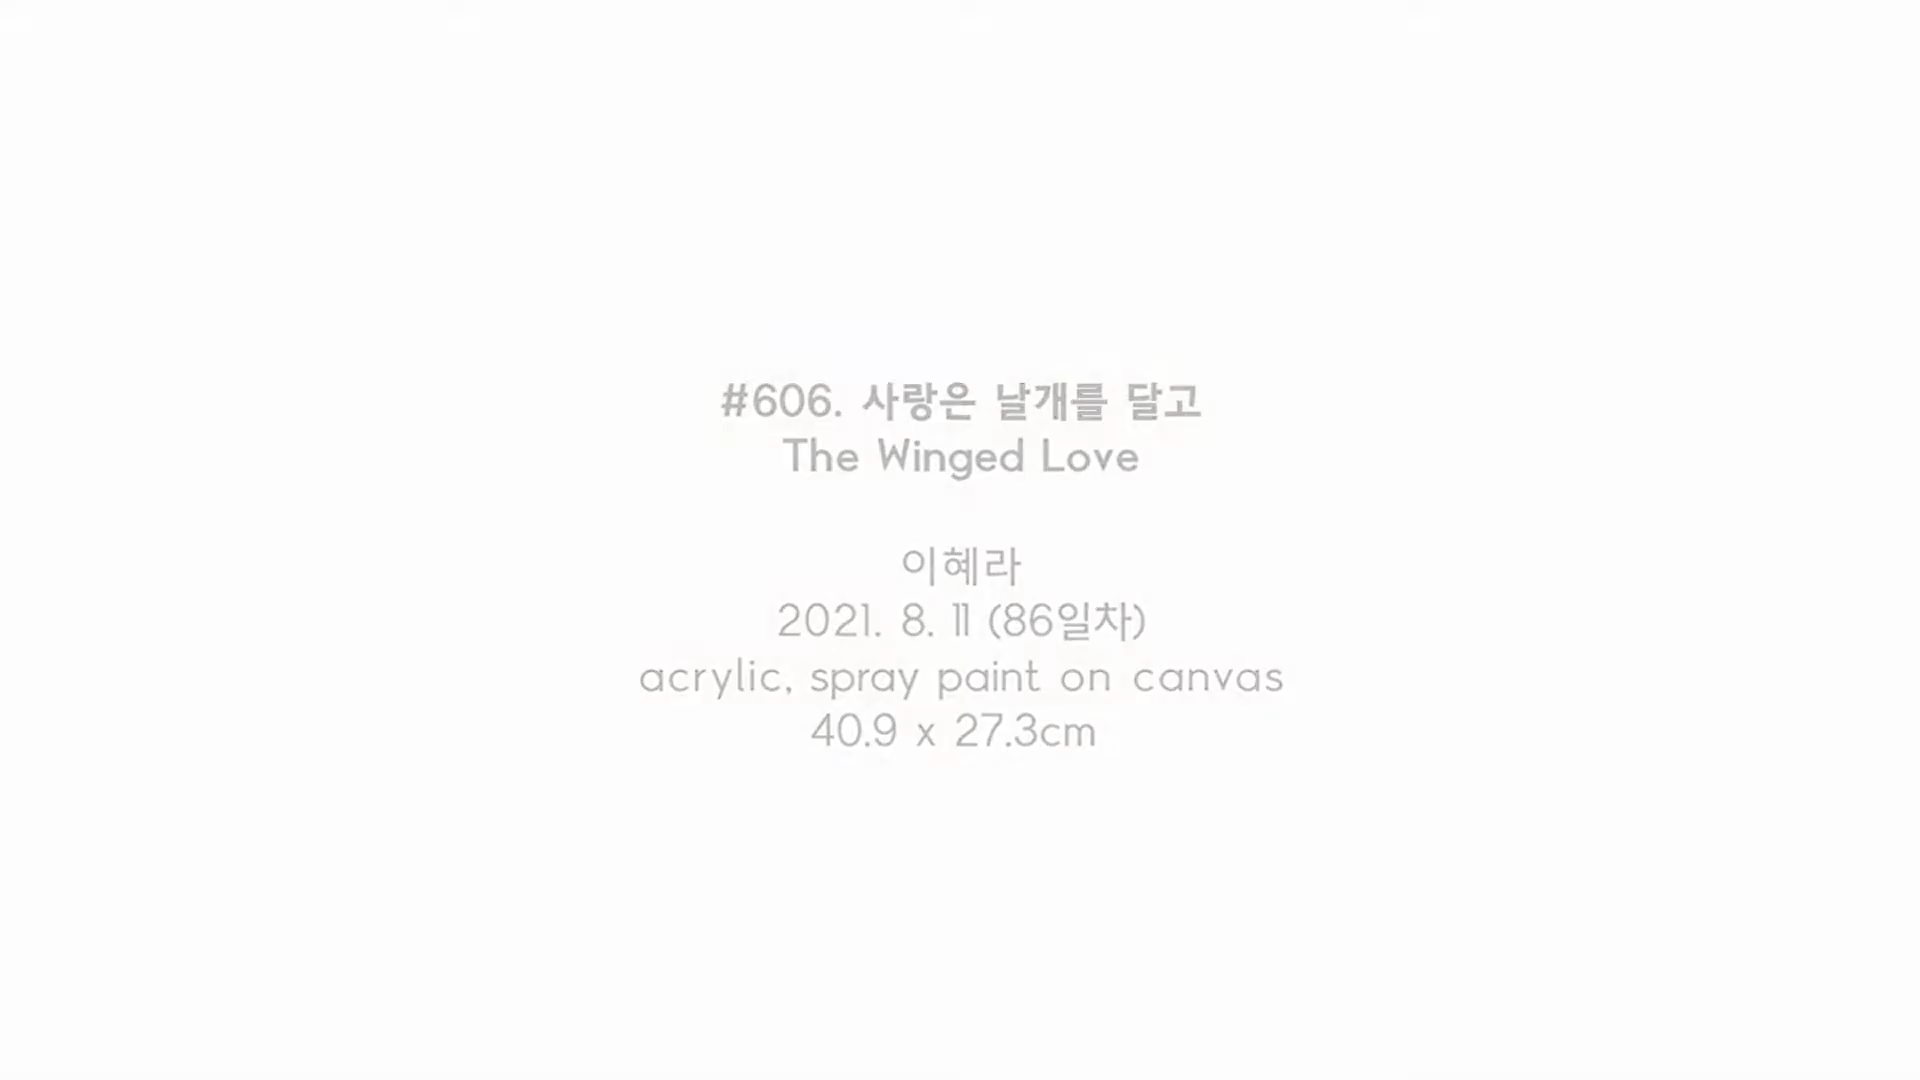 #606. 사랑은 날개를 달고
The Winged Love
이혜라
2021. 8. 11 (86일차)
acrylic, spray paint on canvas
40.9 x 27.3cm